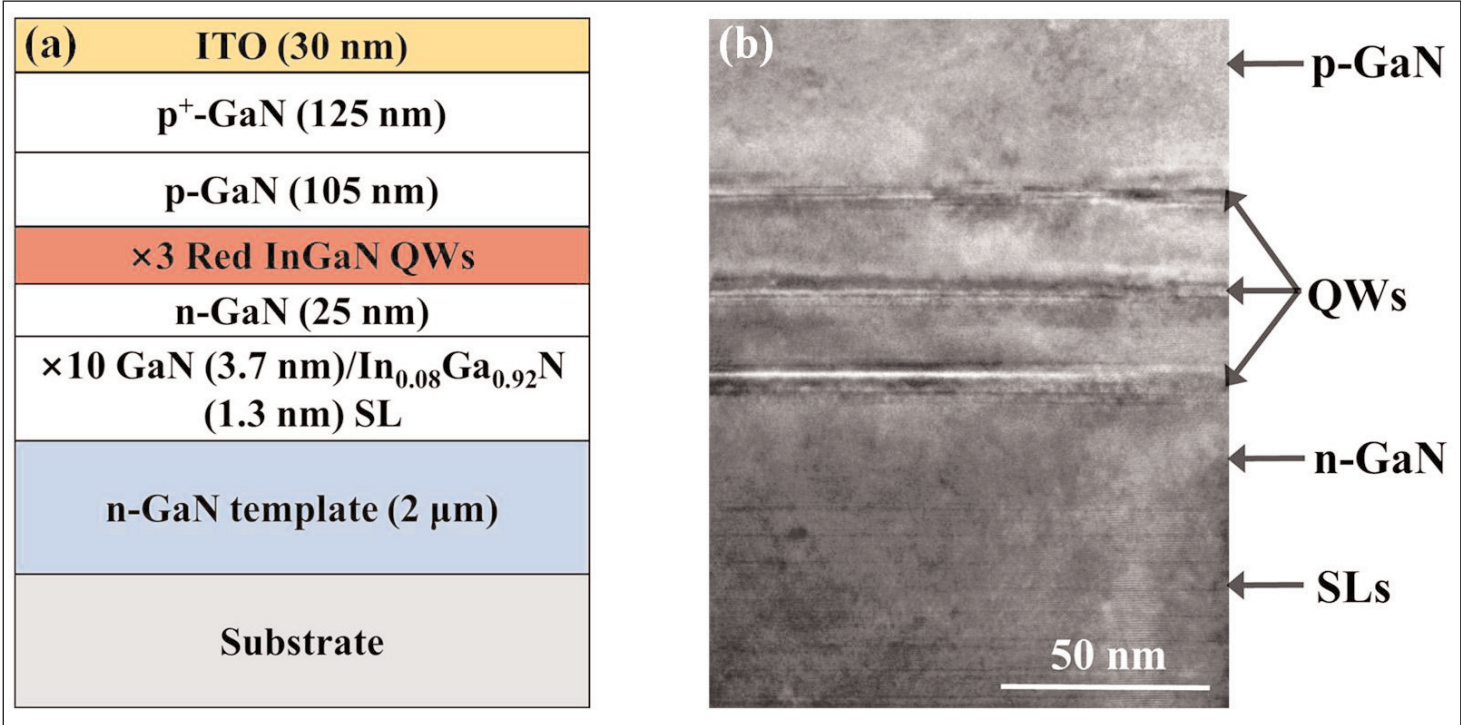 (a)
ITO (30 nm)
p⁺-GaN (125 nm)
p-GaN (105 nm)
×3 Red InGaN QWs
n-GaN (25 nm)
×10 GaN (3.7 nm)/In₀.₀₈Ga₀.₉₂N
(1.3 nm) SL
n-GaN template (2 μm)
Substrate
(b)
p-GaN
QWs
n-GaN
SLs
50 nm